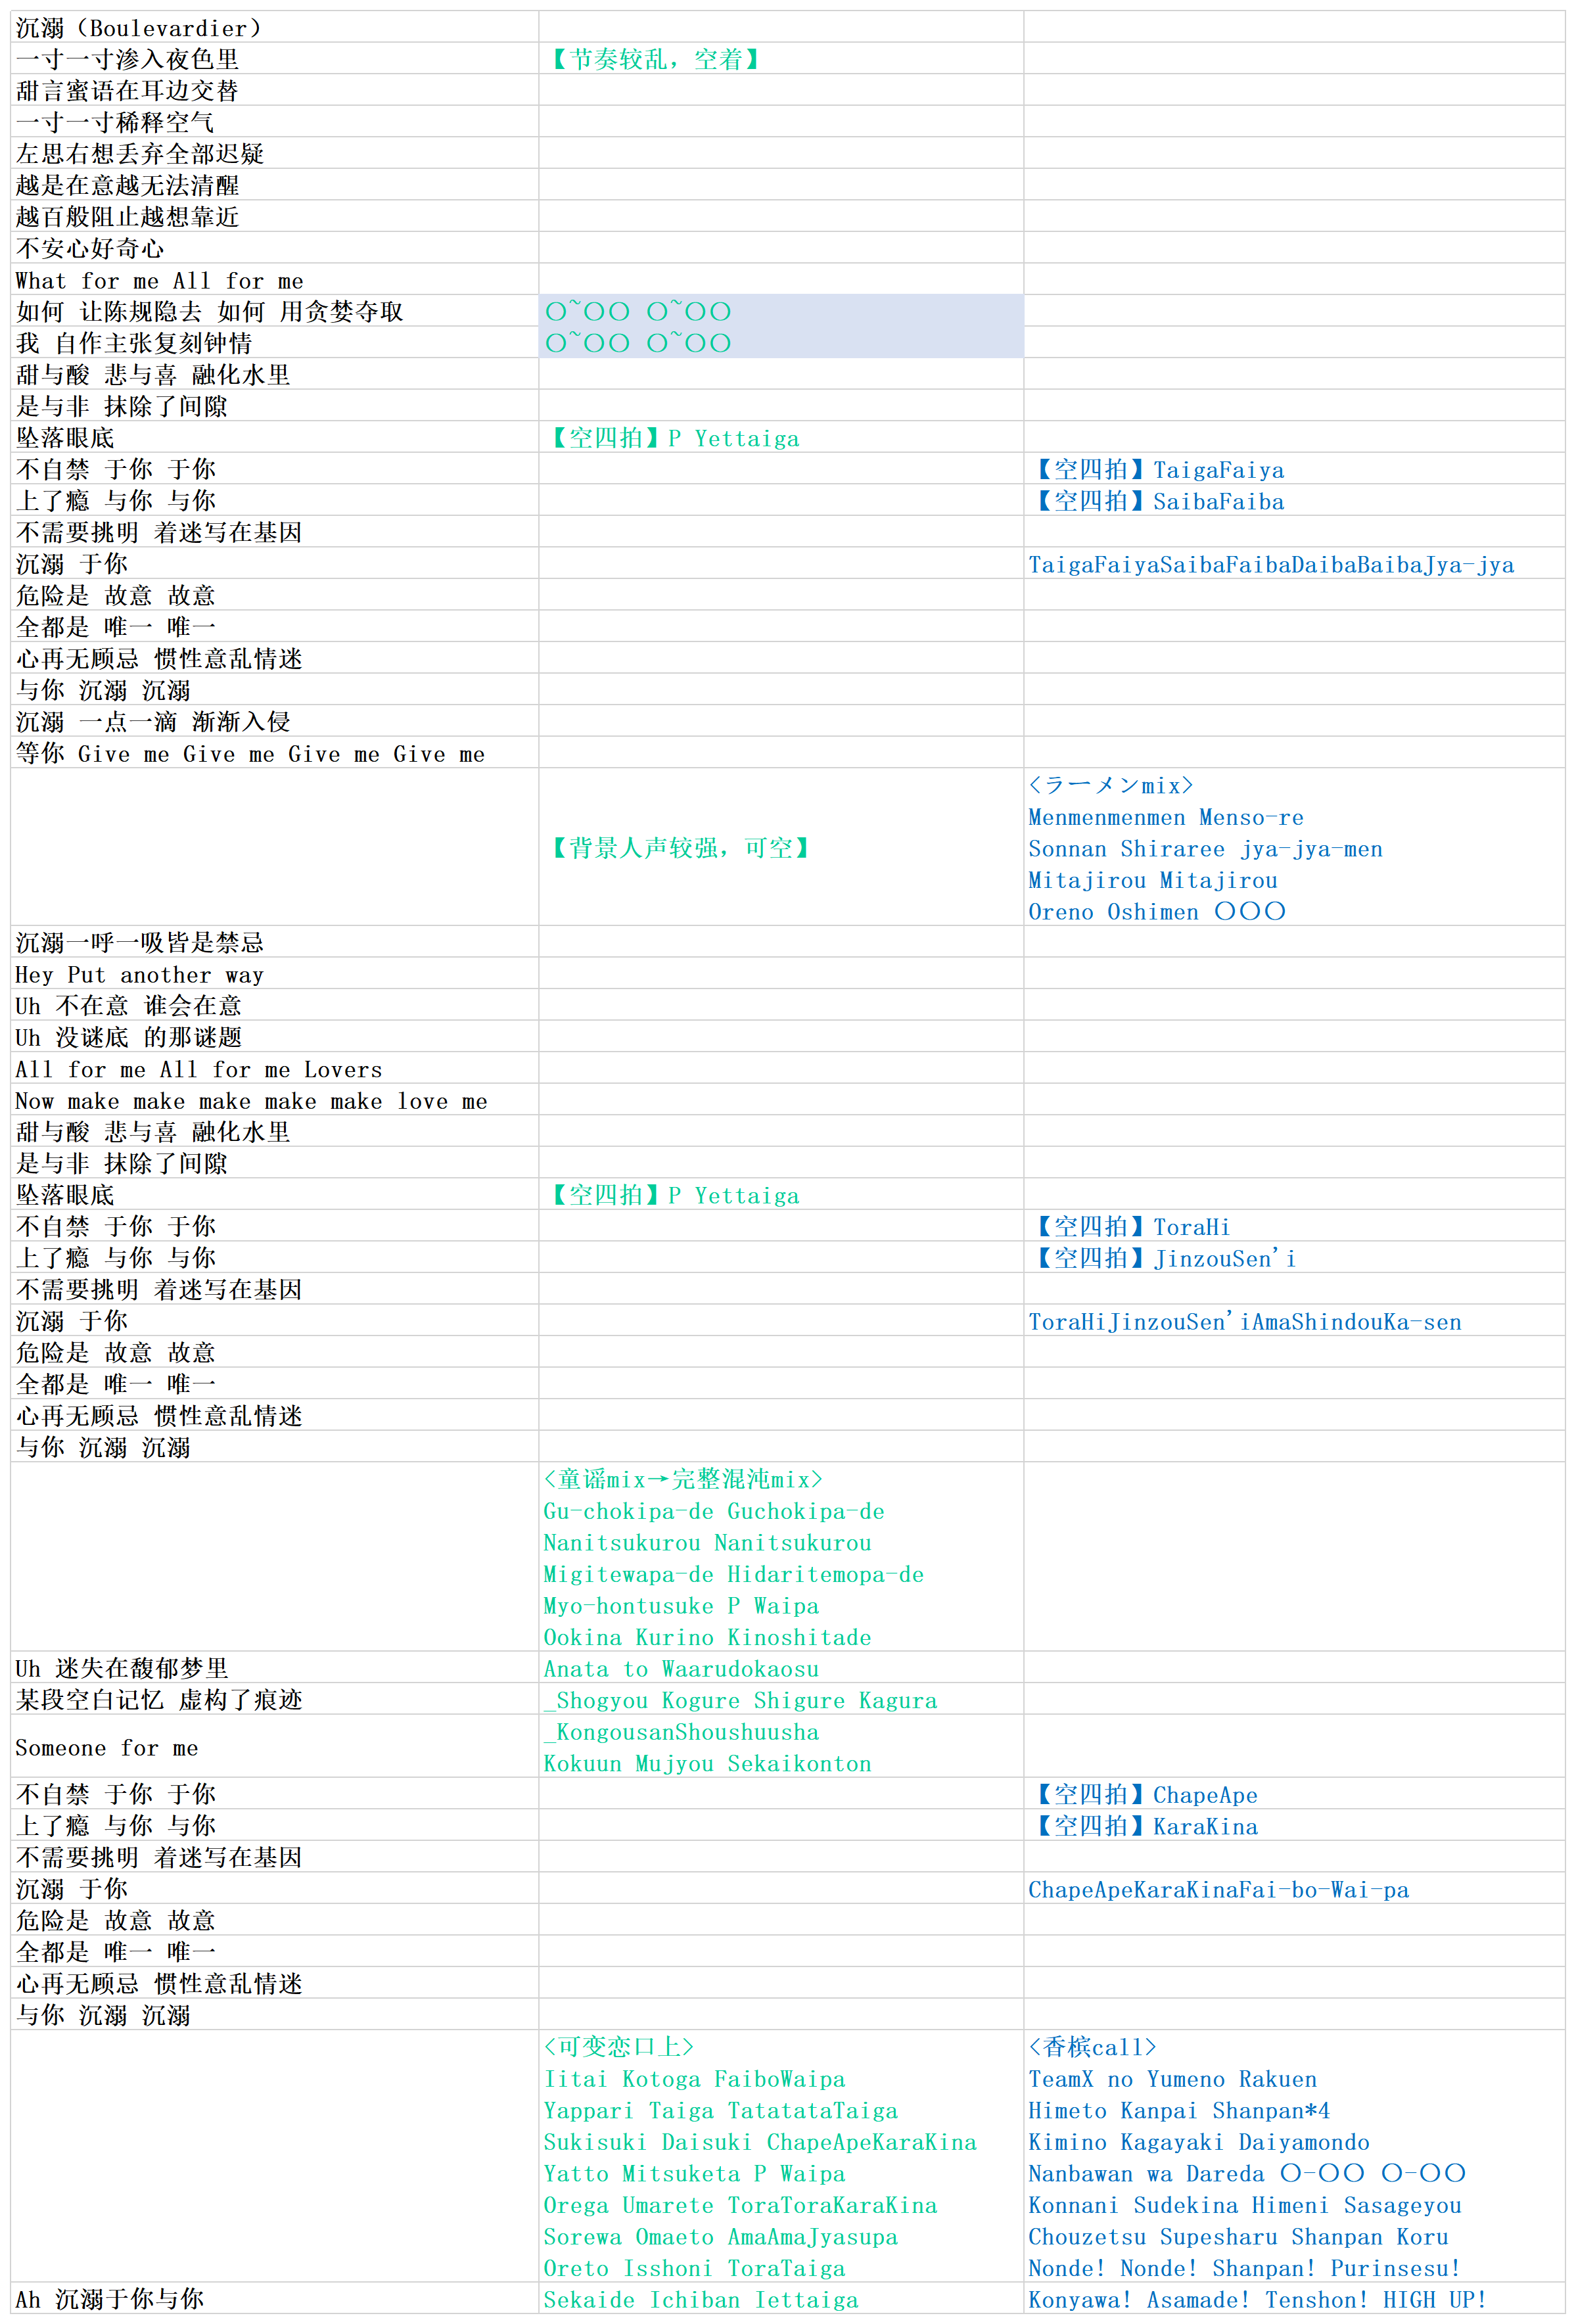 沉溺（Boulevardier）
一寸一寸渗入夜色里 【节奏较乱，空着】
甜言蜜语在耳边交替
一寸一寸稀释空气
左思右想丢弃全部迟疑
越是在意越无法清醒
越百般阻止越想靠近
不安心好奇心
What for me All for me
如何 让陈规隐去 如何 用贪婪夺取 〇~〇〇 〇~〇〇
我 自作主张复刻钟情 〇~〇〇 〇~〇〇
甜与酸 悲与喜 融化水里
是与非 抹除了间隙
坠落眼底 【空四拍】P Yettaiga
不自禁 于你 于你 【空四拍】TaigaFaiya
上了瘾 与你 与你 【空四拍】SaibaFaiba
不需要挑明 着迷写在基因
沉溺 于你 TaigaFaiyaSaibaFaibaDaibaBaibaJya-jya
危险是 故意 故意
全都是 唯一 唯一
心再无顾忌 惯性意乱情迷
与你 沉溺 沉溺
沉溺 一点一滴 渐渐入侵
等你 Give me Give me Give me Give me
【背景人声较强，可空】
<ラーメンmix>
Menmenmenmen Menso-re
Sonnan Shiraree jya-jya-men
Mitajirou Mitajirou
Oreno Oshimen 〇〇〇
沉溺一呼一吸皆是禁忌
Hey Put another way
Uh 不在意 谁会在意
Uh 没谜底 的那谜题
All for me All for me Lovers
Now make make make make make love me
甜与酸 悲与喜 融化水里
是与非 抹除了间隙
坠落眼底 【空四拍】P Yettaiga
不自禁 于你 于你 【空四拍】ToraHi
上了瘾 与你 与你 【空四拍】JinzouSen'i
不需要挑明 着迷写在基因
沉溺 于你 ToraHiJinzouSen'iAmaShindouKa-sen
危险是 故意 故意
全都是 唯一 唯一
心再无顾忌 惯性意乱情迷
与你 沉溺 沉溺
<童谣mix→完整混沌mix>
Gu-chokipa-de Guchokipa-de
Nanitsukurou Nanitsukurou
Migitewapa-de Hidaritemopa-de
Myo-hontusuke P Waipa
Ookina Kurino Kinoshitade
Uh 迷失在馥郁梦里 Anata to Waarudokaosu
某段空白记忆 虚构了痕迹 _Shogyou Kogure Shigure Kagura
Someone for me _KongousanShoushuusha
Kokuun Mujyou Sekaikonton
不自禁 于你 于你 【空四拍】ChapeApe
上了瘾 与你 与你 【空四拍】KaraKina
不需要挑明 着迷写在基因
沉溺 于你 ChapeApeKaraKinaFai-bo-Wai-pa
危险是 故意 故意
全都是 唯一 唯一
心再无顾忌 惯性意乱情迷
与你 沉溺 沉溺
<可变恋口上> <香槟call>
Iitai Kotoga FaiboWaipa TeamX no Yumeno Rakuen
Yappari Taiga TatatataTaiga Himeto Kanpai Shanpan*4
Sukisuki Daisuki ChapeApeKaraKina Kimino Kagayaki Daiyamondo
Yatto Mitsuketa P Waipa Nanbawan wa Dareda 〇-〇〇 〇-〇〇
Orega Umarete ToraToraKaraKina Konnani Sudekina Himeni Sasageyou
Sorewa Omaeto AmaAmaJyasupa Chouzetsu Supesharu Shanpan Koru
Oreto Isshoni ToraTaiga Nonde! Nonde! Shanpan! Purinsesu!
Ah 沉溺于你与你 Sekaide Ichiban Iettaiga Konyawa! Asamade! Tenshon! HIGH UP!